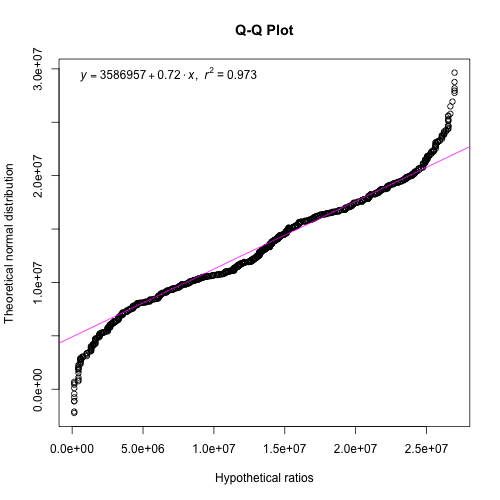 Q-Q Plot
y = 3586957 + 0.72 · x, r² = 0.973
Theoretical normal distribution
3.0e+07
2.0e+07
1.0e+07
0.0e+00
0.0e+00 5.0e+06 1.0e+07 1.5e+07 2.0e+07 2.5e+07
Hypothetical ratios